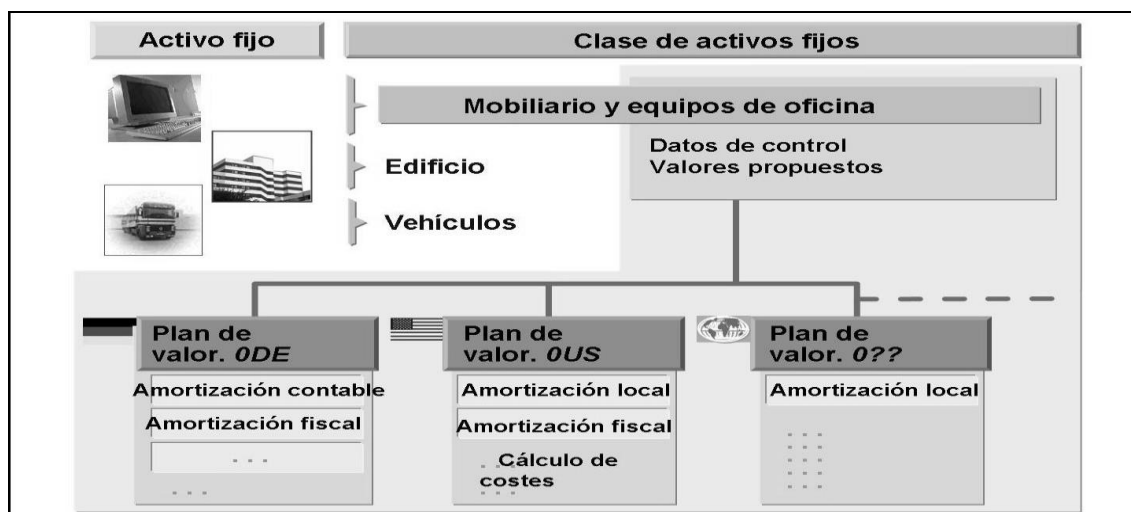 Activo fijo
Clase de activos fijos
Mobiliario y equipos de oficina
Datos de control
Valores propuestos
Edificio
Vehículos
Plan de
valor. 0DE
Amortización contable
Amortización fiscal
. . .
. . .
Plan de
valor. 0US
Amortización local
Amortización fiscal
Cálculo de
costes
Plan de
valor. 0??
Amortización local
. . .
. . .
. . .
. . .
. . .